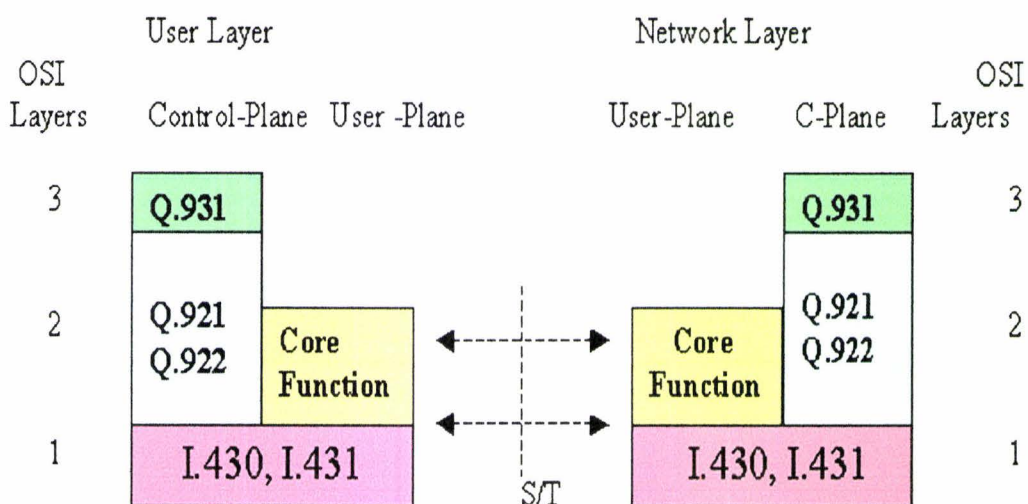 User Layer Network Layer
OSI OSI
Layers Control-Plane User -Plane User-Plane C-Plane Layers
3 Q.931 Q.931 3
Q.921 Q.921
2 Core Core 2
Q.922 Q.922
Function Function
1 I.430, I.431 I.430, I.431 1
S/T